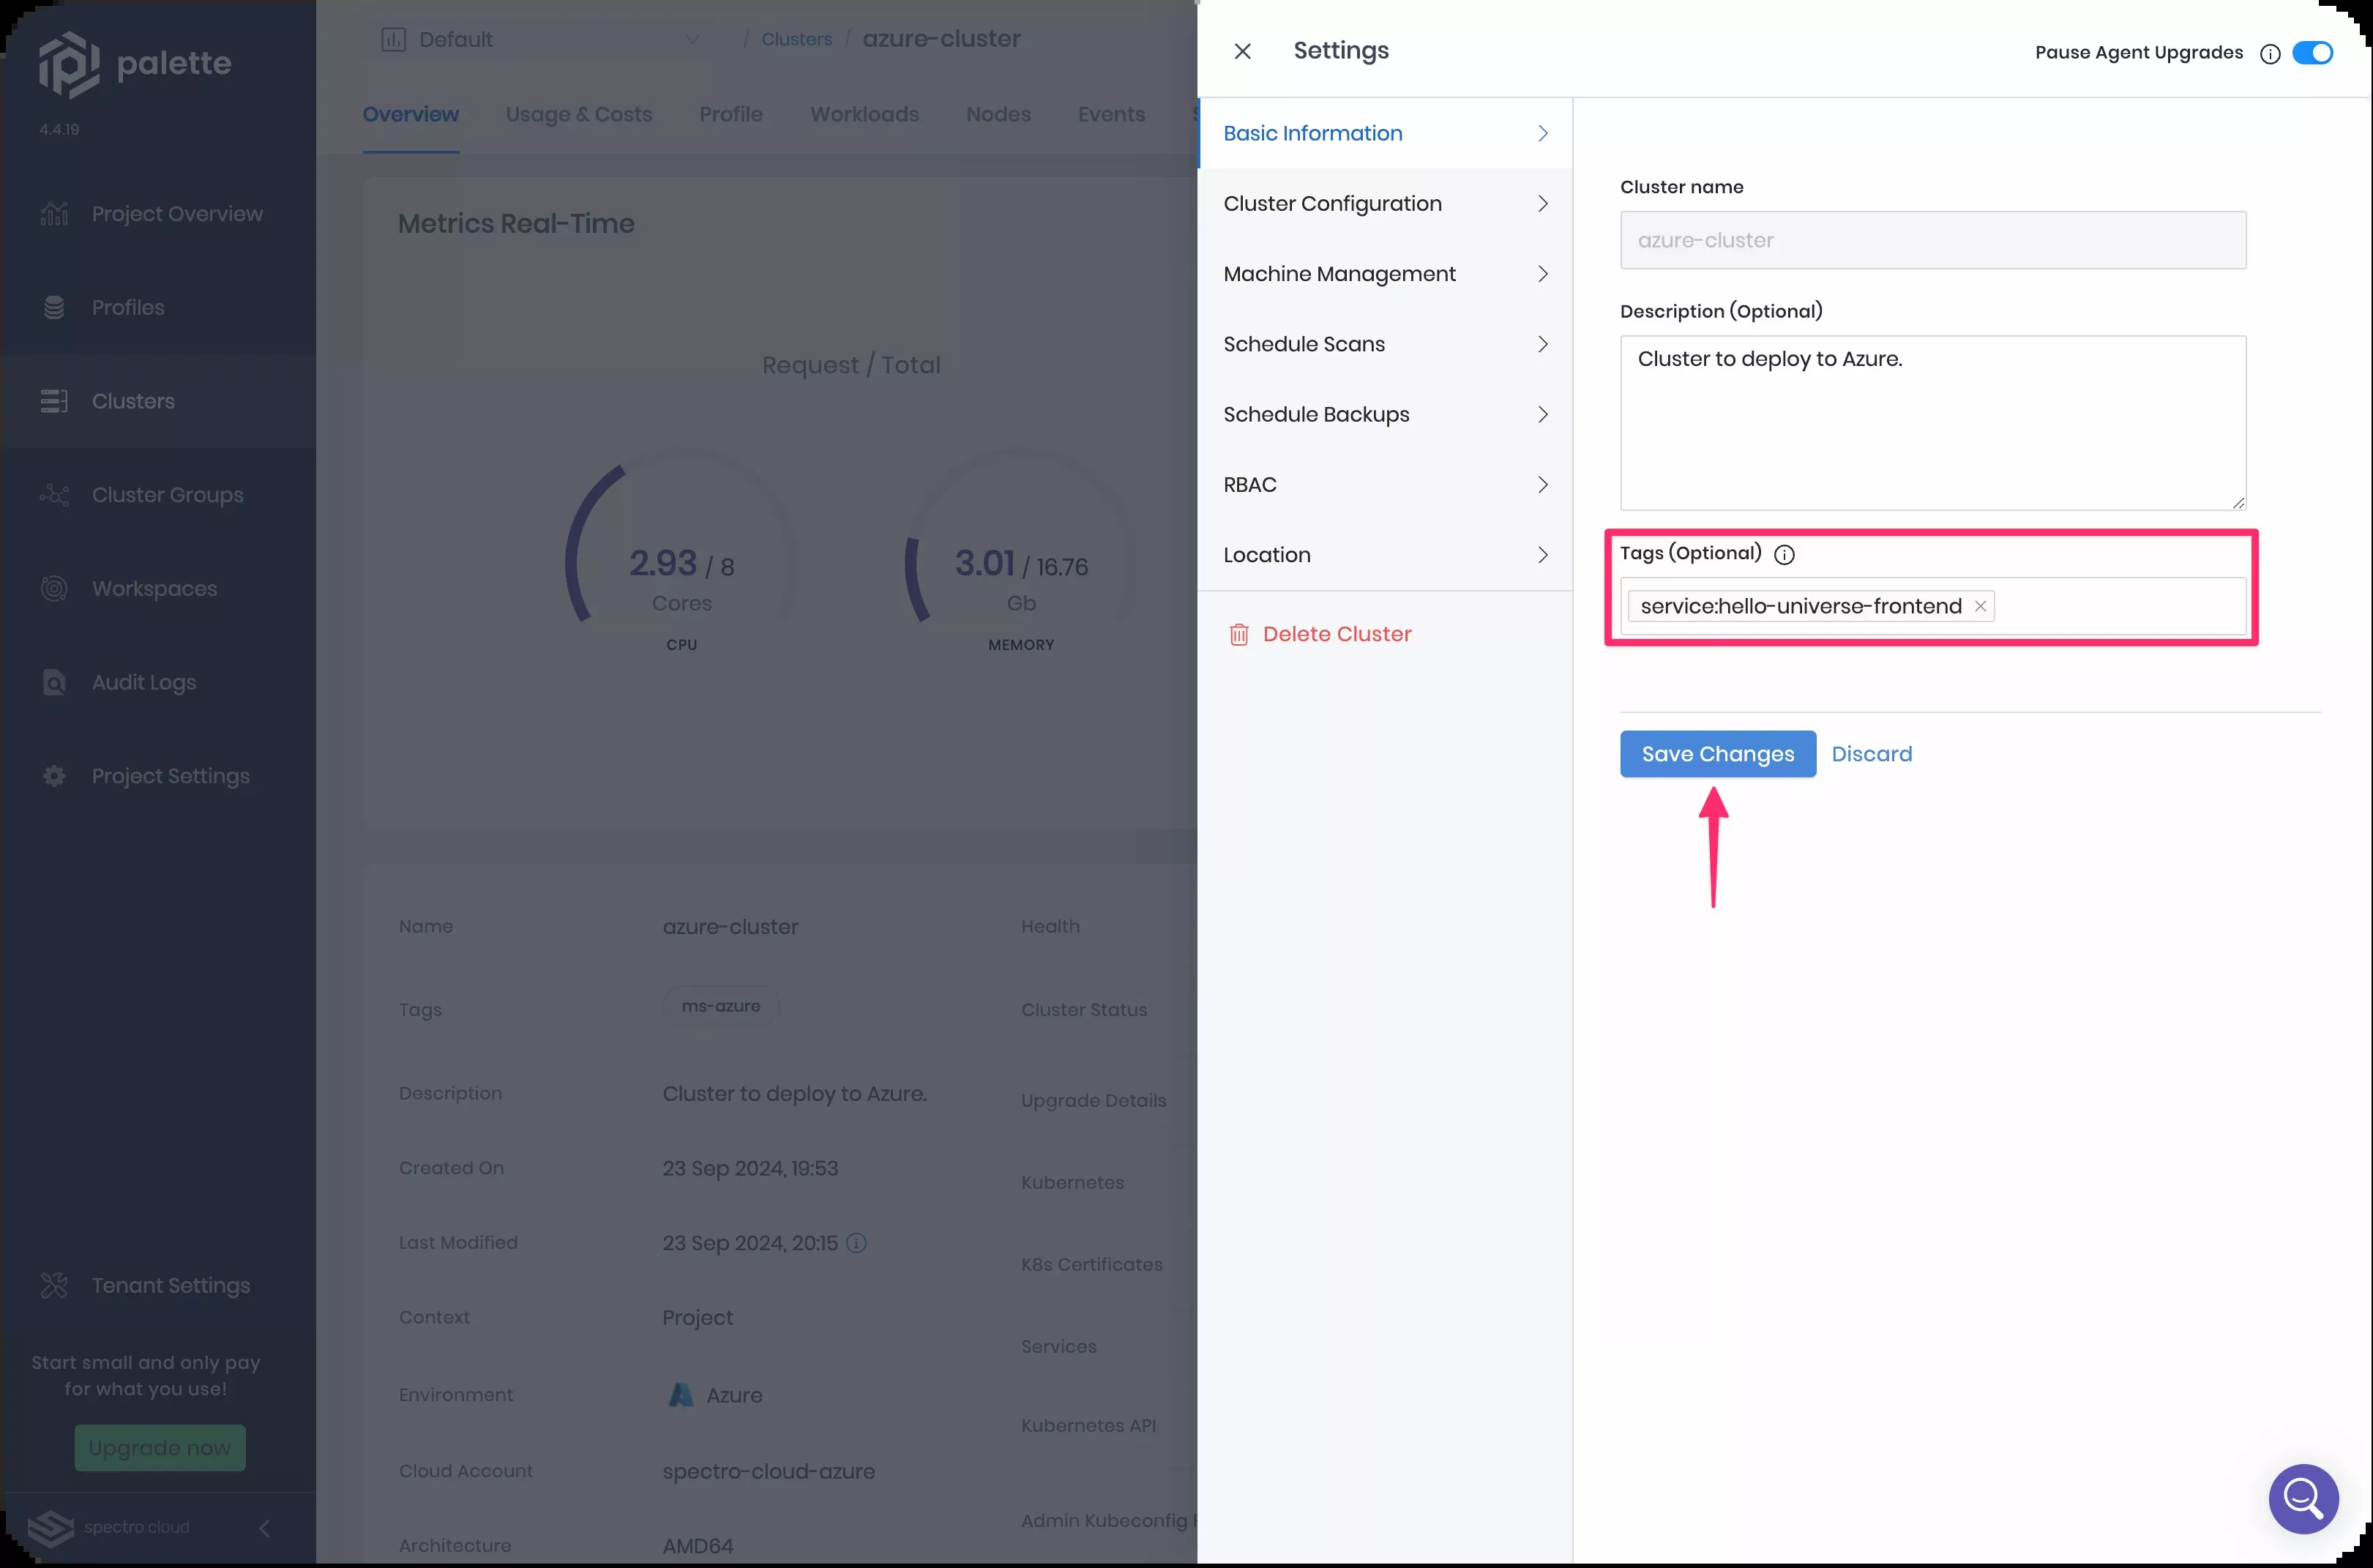 palette
4.4.19
Project Overview
Profiles
Clusters
Cluster Groups
Workspaces
Audit Logs
Project Settings
Tenant Settings
Start small and only pay
for what you use!
Upgrade now
spectro cloud
Default / Clusters / azure-cluster
Overview Usage & Costs Profile Workloads Nodes Events
Metrics Real-Time
Request / Total
2.93 / 8
Cores
CPU
3.01 / 16.76
Gb
MEMORY
Name azure-cluster
Tags ms-azure
Description Cluster to deploy to Azure.
Created On 23 Sep 2024, 19:53
Last Modified 23 Sep 2024, 20:15
Context Project
Environment Azure
Cloud Account spectro-cloud-azure
Architecture AMD64
Health
Cluster Status
Upgrade Details
Kubernetes
K8s Certificates
Services
Kubernetes API
Admin Kubeconfig
Settings
Pause Agent Upgrades
Basic Information
Cluster Configuration
Machine Management
Schedule Scans
Schedule Backups
RBAC
Location
Delete Cluster
Cluster name
azure-cluster
Description (Optional)
Cluster to deploy to Azure.
Tags (Optional)
service:hello-universe-frontend
Save Changes Discard